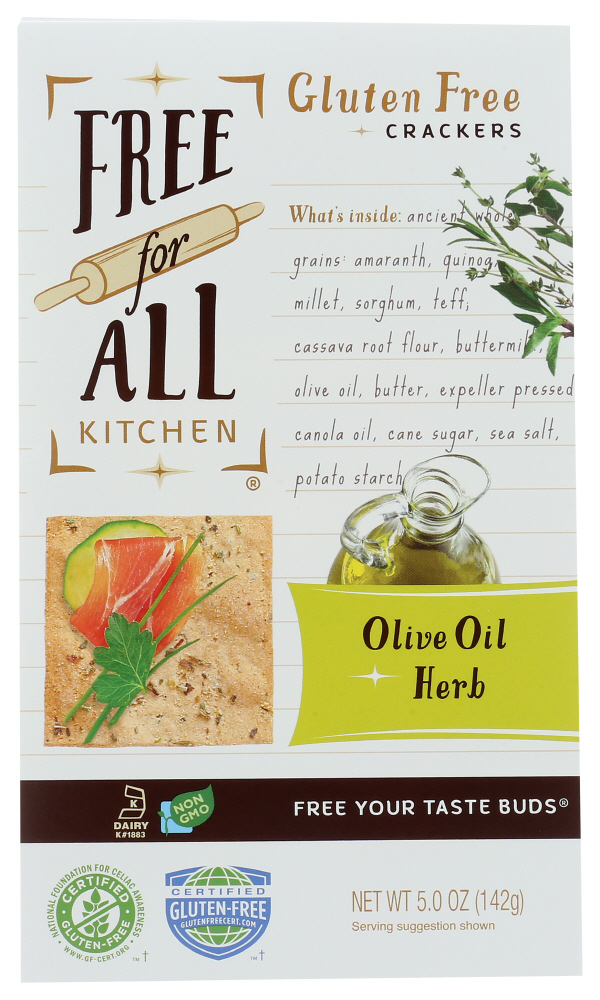 FREE
for
ALL
KITCHEN
®
Gluten Free
CRACKERS
What's inside: ancient whole
grains: amaranth, quinoa,
millet, sorghum, teff;
cassava root flour, buttermilk,
olive oil, butter, expeller pressed
canola oil, cane sugar, sea salt,
potato starch
Olive Oil
Herb
K
DAIRY
K#1883
NON
GMO
FREE YOUR TASTE BUDS®
NATIONAL FOUNDATION FOR CELIAC AWARENESS
CERTIFIED
GLUTEN-FREE
• WWW.GF-CERT.ORG •
™†
CERTIFIED
GLUTEN-FREE
GLUTENFREECERT.COM
™†
NET WT 5.0 OZ (142g)
Serving suggestion shown